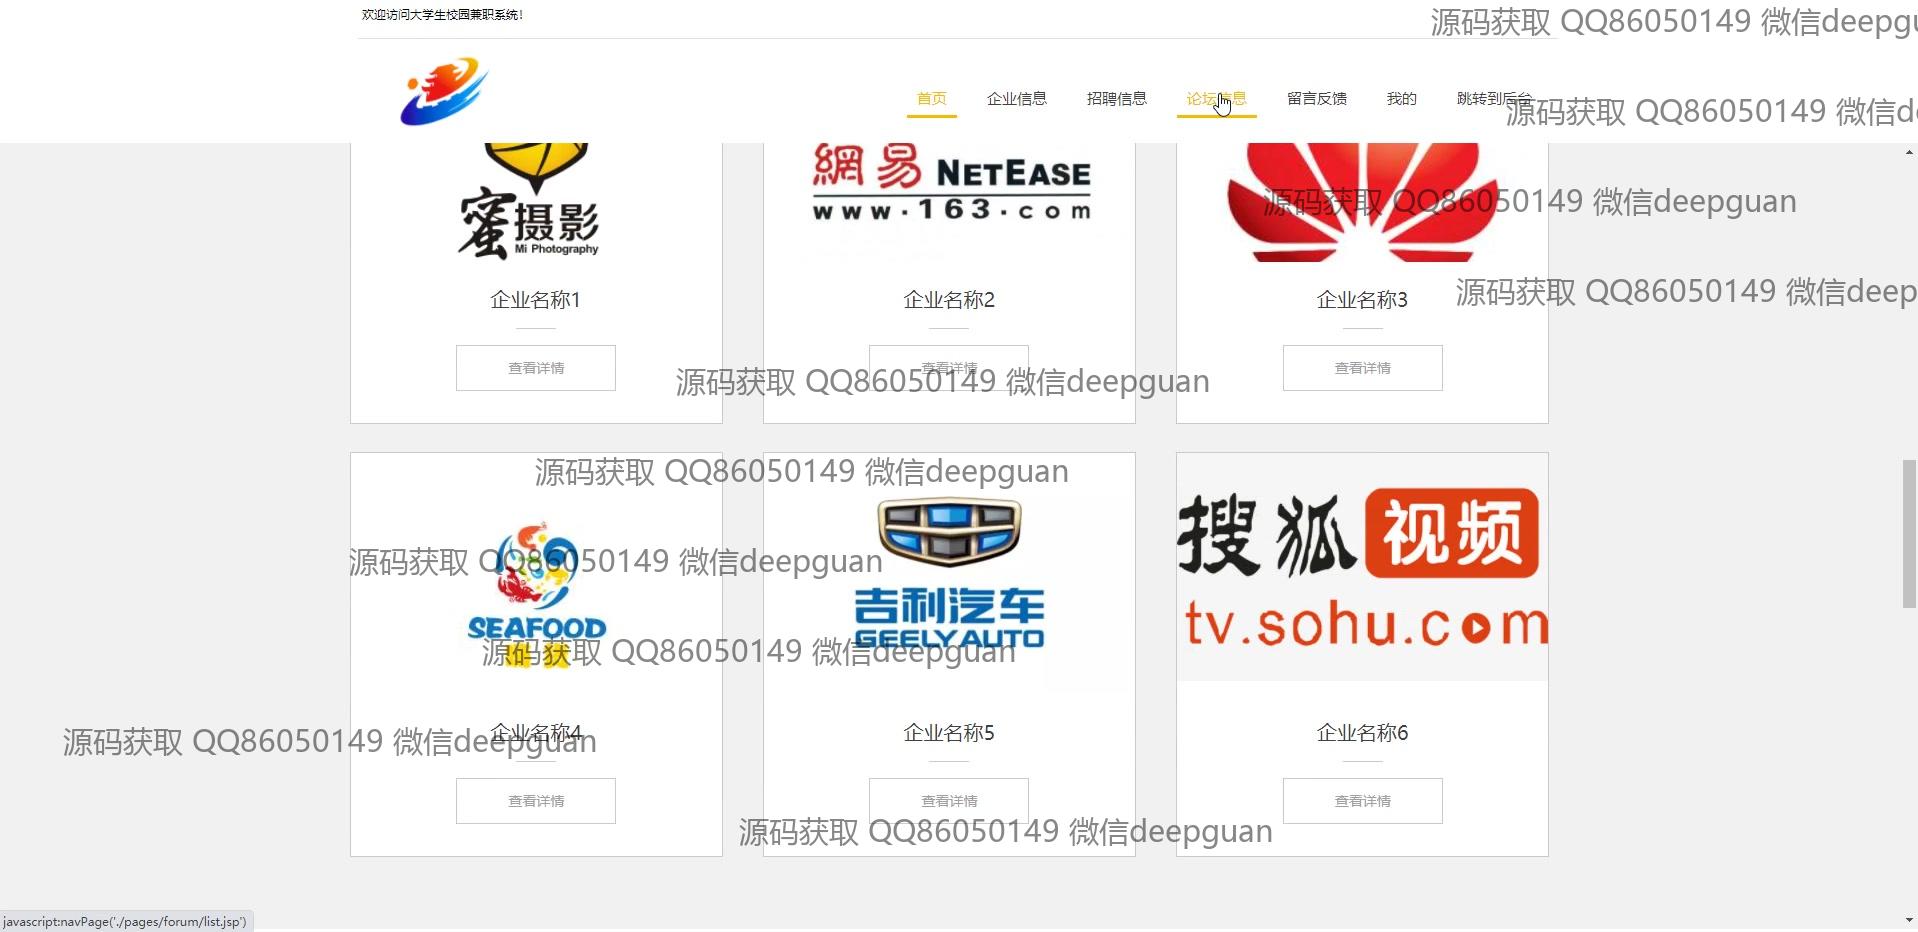 欢迎访问大学生校园兼职系统!
源码获取 QQ86050149 微信deepgu
首页 企业信息 招聘信息 论坛信息 留言反馈 我的 跳转到后台
源码获取 QQ86050149 微信d
蜜摄影
Mi Photography
網易 NETEASE
www.163.com
源码获取 QQ86050149 微信deepguan
源码获取 QQ86050149 微信deep
企业名称1 企业名称2 企业名称3
查看详情 查看详情 查看详情
源码获取 QQ86050149 微信deepguan
源码获取 QQ86050149 微信deepguan
搜狐视频
tv.sohu.com
源码获取 QQ86050149 微信deepguan
吉利汽车
GEELY AUTO
SEAFOOD
源码获取 QQ86050149 微信deepguan
企业名称4 企业名称5 企业名称6
源码获取 QQ86050149 微信deepguan
查看详情 查看详情 查看详情
源码获取 QQ86050149 微信deepguan
javascript:navPage('./pages/forum/list.jsp')